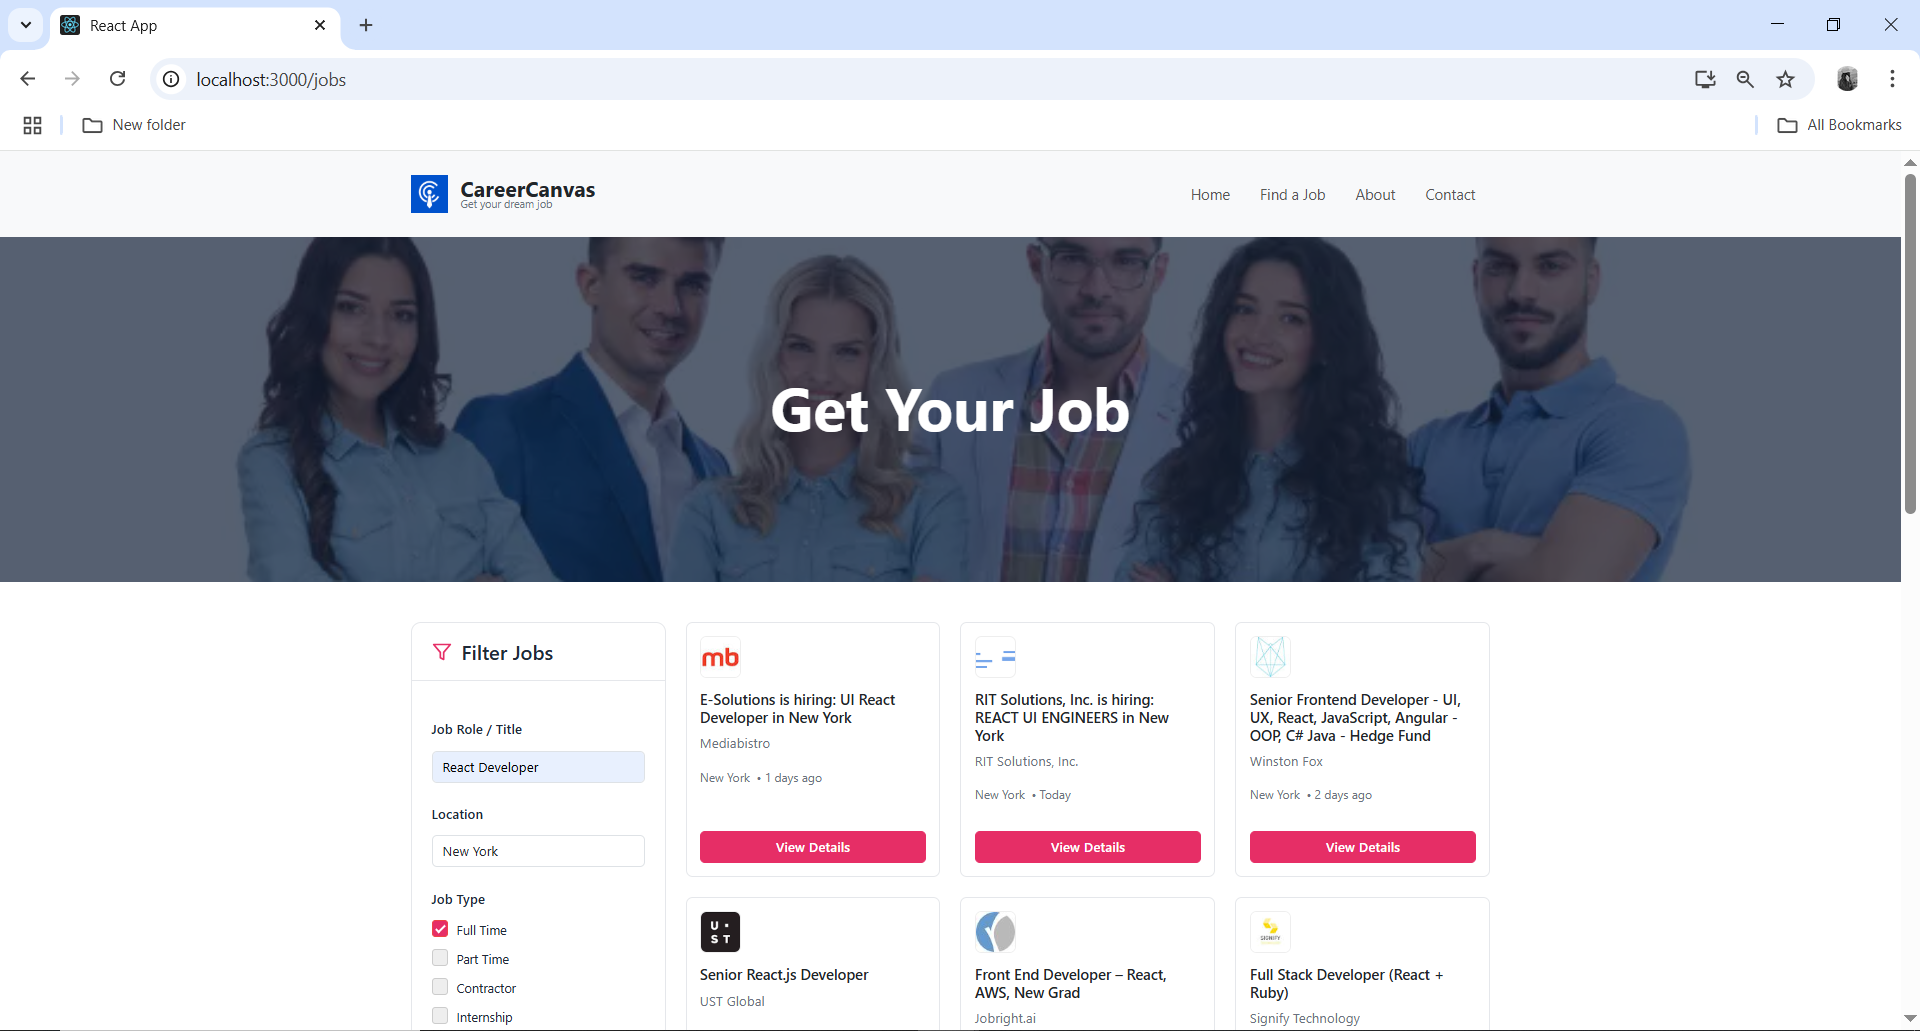 React App
localhost:3000/jobs
New folder
All Bookmarks
CareerCanvas
Get your dream job
Home
Find a Job
About
Contact
Get Your Job
Filter Jobs
Job Role / Title
React Developer
Location
New York
Job Type
Full Time
Part Time
Contractor
Internship
mb
E-Solutions is hiring: UI React
Developer in New York
Mediabistro
New York • 1 days ago
View Details
RIT Solutions, Inc. is hiring:
REACT UI ENGINEERS in New
York
RIT Solutions, Inc.
New York • Today
View Details
Senior Frontend Developer - UI,
UX, React, JavaScript, Angular -
OOP, C# Java - Hedge Fund
Winston Fox
New York • 2 days ago
View Details
U·
ST
Senior React.js Developer
UST Global
Front End Developer – React,
AWS, New Grad
Jobright.ai
SIGNIFY
Full Stack Developer (React +
Ruby)
Signify Technology